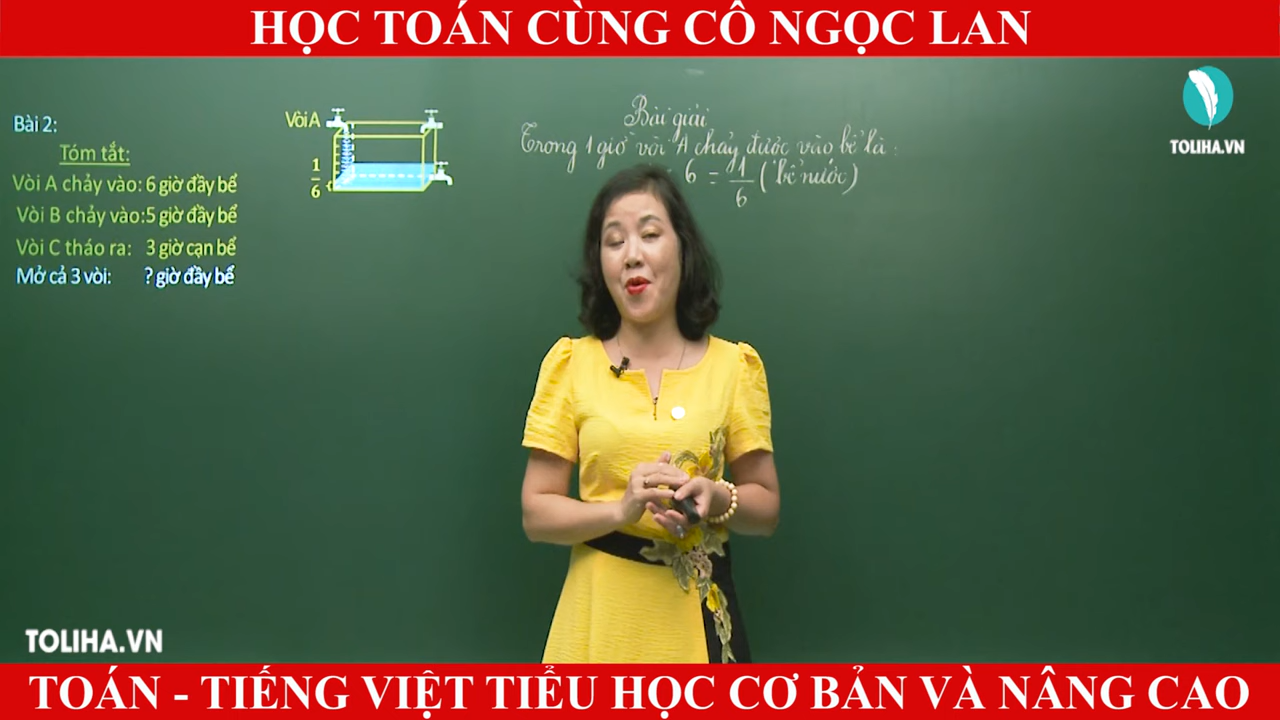 HỌC TOÁN CÙNG CÔ NGỌC LAN
TOLIHA.VN
Bài 2:
Tóm tắt:
Vòi A chảy vào: 6 giờ đầy bể
Vòi B chảy vào: 5 giờ đầy bể
Vòi C tháo ra: 3 giờ cạn bể
Mở cả 3 vòi: ? giờ đầy bể
Vòi A
1
6
Bài giải
Trong 1 giờ vòi A chảy được vào bể là:
6 = 1/6 (bể nước)
TOLIHA.VN
TOÁN - TIẾNG VIỆT TIỂU HỌC CƠ BẢN VÀ NÂNG CAO